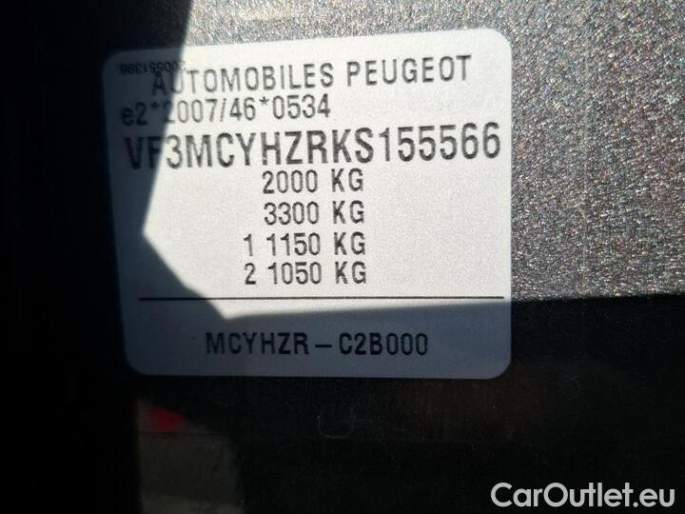 AUTOMOBILES PEUGEOT
e2*2007/46*0534
VF3MCYHZRKS155566
2000 KG
3300 KG
1 1150 KG
2 1050 KG
MCYHZR-C2B000
CarOutlet.eu